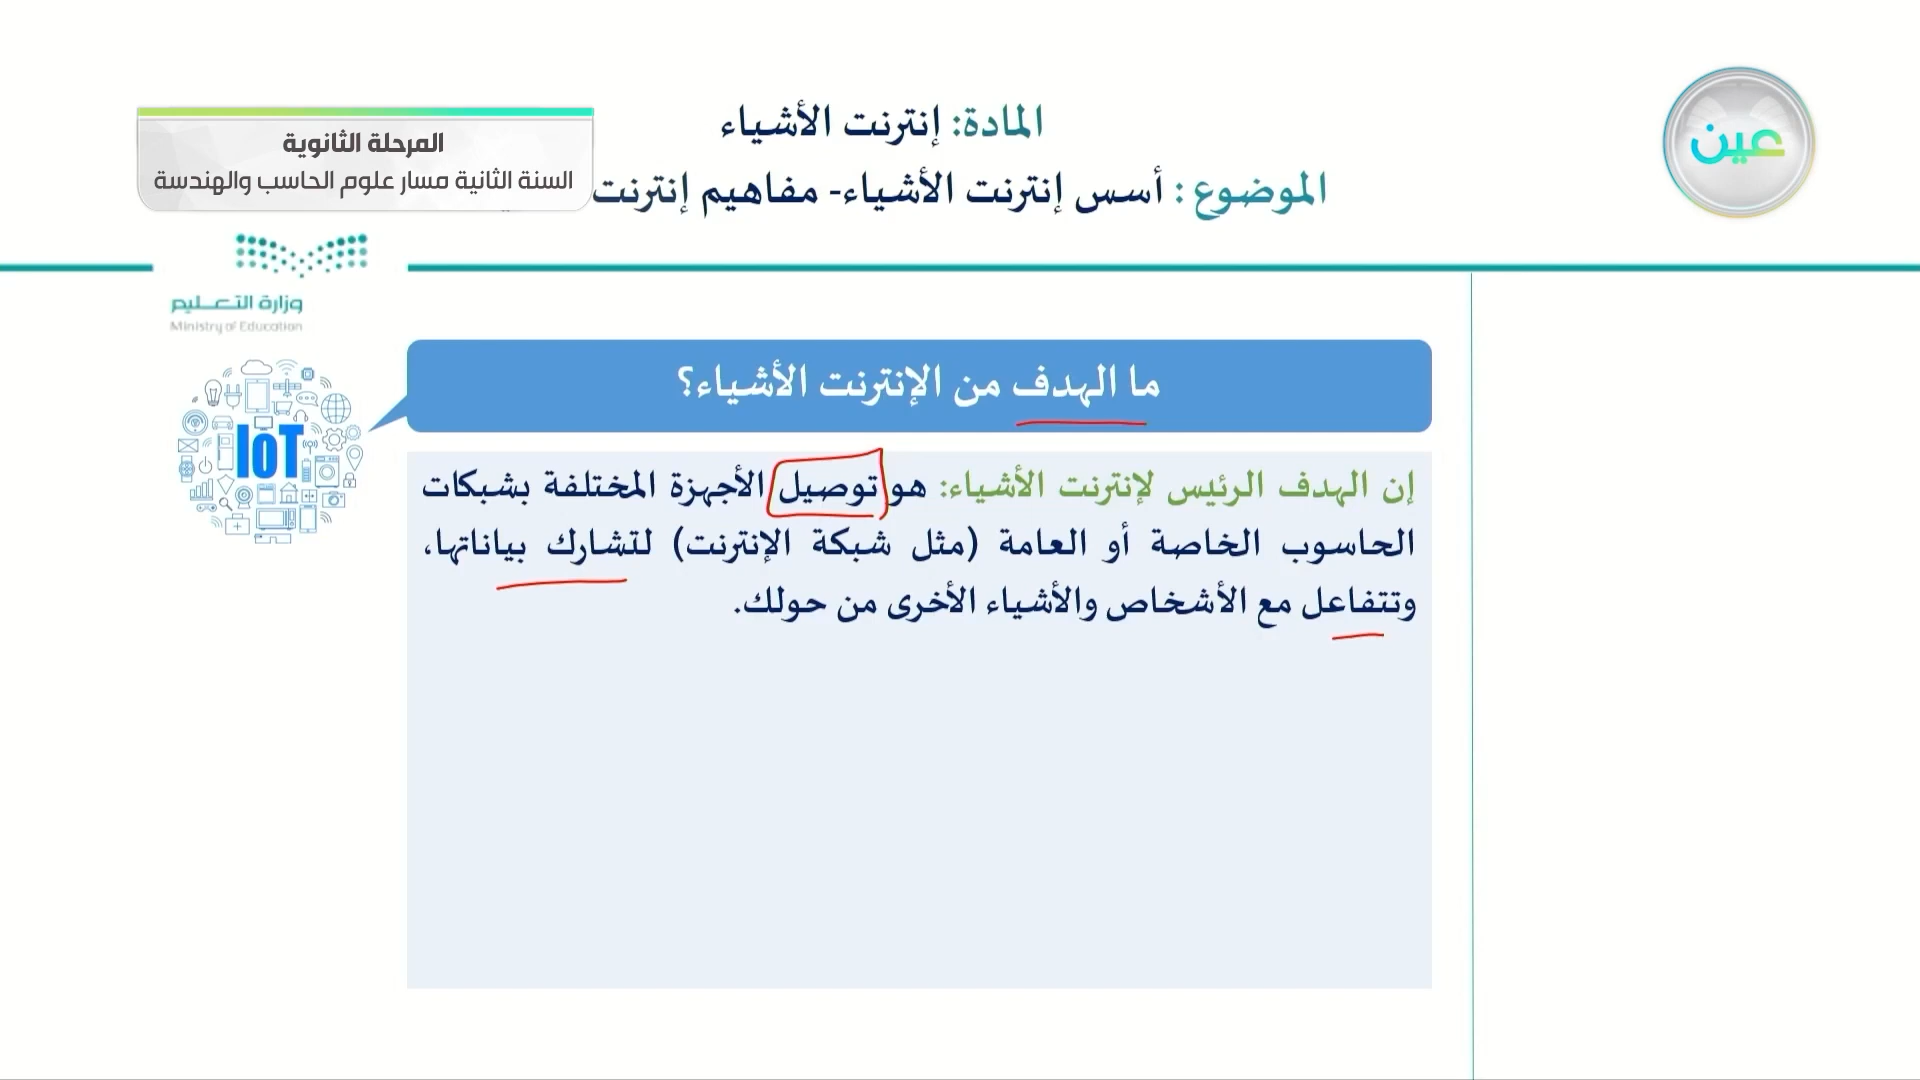 المادة: إنترنت الأشياء
الموضوع : أسس إنترنت الأشياء- مفاهيم إنترنت
المرحلة الثانوية
السنة الثانية مسار علوم الحاسب والهندسة
عين
وزارة التعليم
Ministry of Education
ما الهدف من الإنترنت الأشياء؟
IoT
إن الهدف الرئيس لإنترنت الأشياء: هو توصيل الأجهزة المختلفة بشبكات
الحاسوب الخاصة أو العامة (مثل شبكة الإنترنت) لتشارك بياناتها،
وتتفاعل مع الأشخاص والأشياء الأخرى من حولك.